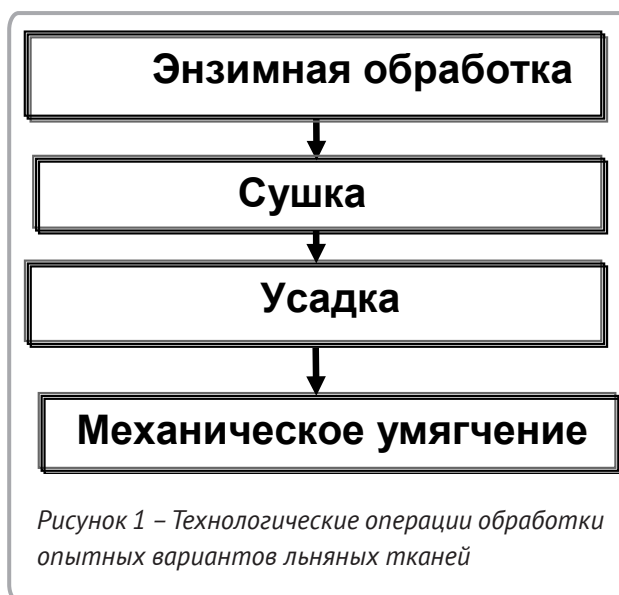 Энзимная обработка
Сушка
Усадка
Механическое умягчение
Рисунок 1 – Технологические операции обработки
опытных вариантов льняных тканей